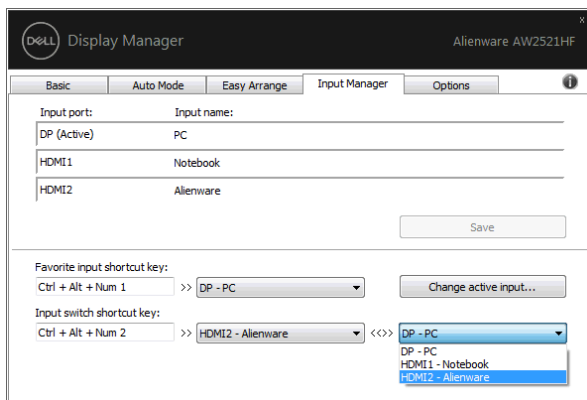 DELL Display Manager Alienware AW2521HF x
Basic Auto Mode Easy Arrange Input Manager Options i
Input port: Input name:
DP (Active) PC
HDMI1 Notebook
HDMI2 Alienware
Save
Favorite input shortcut key:
Ctrl + Alt + Num 1 >> DP - PC Change active input...
Input switch shortcut key:
Ctrl + Alt + Num 2 >> HDMI2 - Alienware <<>> DP - PC
DP - PC
HDMI1 - Notebook
HDMI2 - Alienware